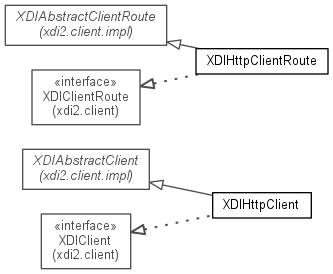 XDIAbstractClientRoute
(xdi2.client.impl)
XDIHttpClientRoute
«interface»
XDIClientRoute
(xdi2.client)
XDIAbstractClient
(xdi2.client.impl)
XDIHttpClient
«interface»
XDIClient
(xdi2.client)